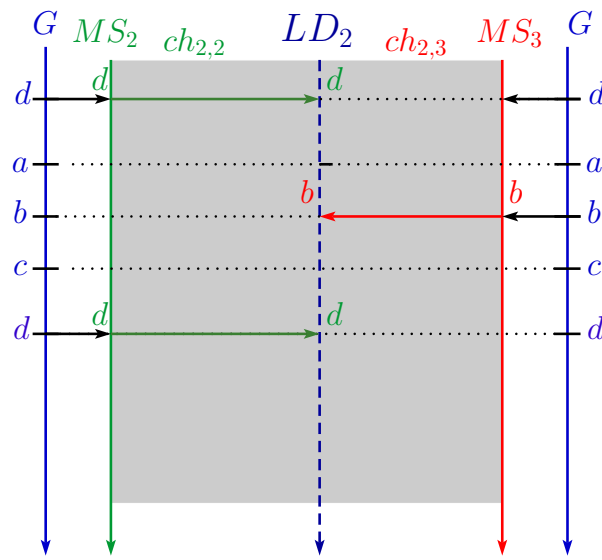 G MS₂ ch₂,₂ LD₂ ch₂,₃ MS₃ G
d d d d
a a
b b b b
c c
d d d d